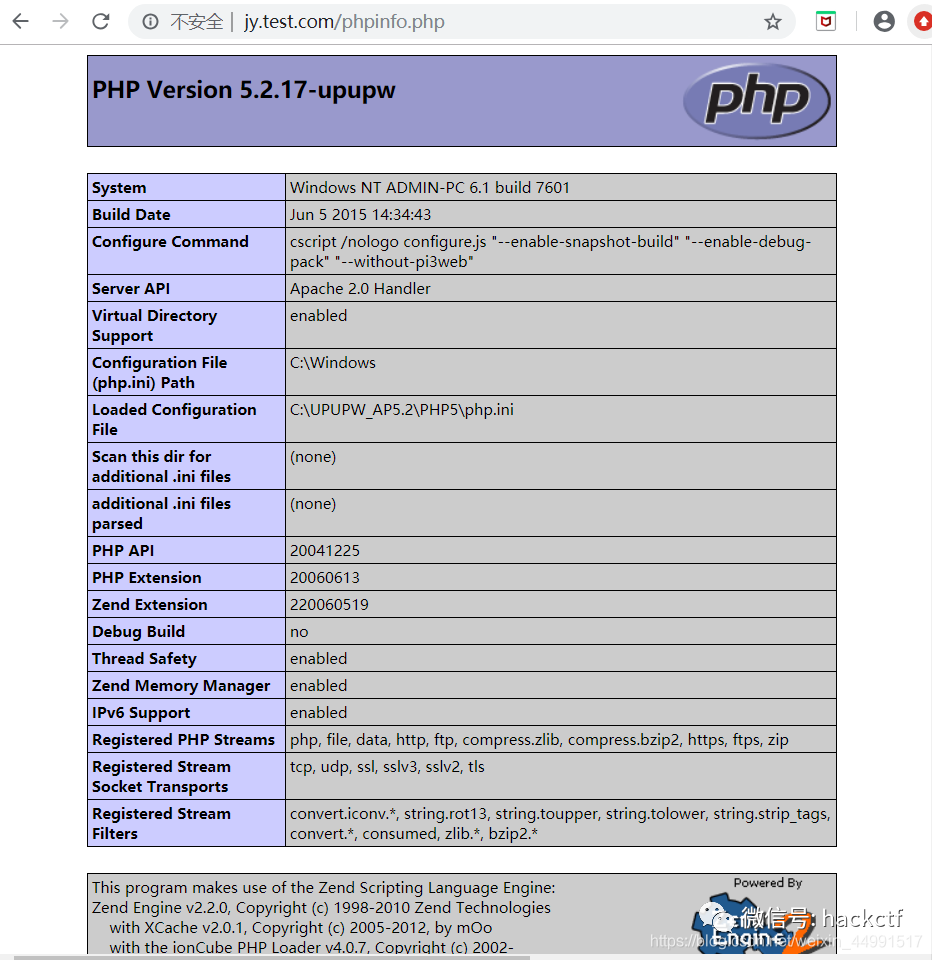 不安全 | jy.test.com/phpinfo.php
PHP Version 5.2.17-upupw
php
System Windows NT ADMIN-PC 6.1 build 7601
Build Date Jun 5 2015 14:34:43
Configure Command cscript /nologo configure.js "--enable-snapshot-build" "--enable-debug-
pack" "--without-pi3web"
Server API Apache 2.0 Handler
Virtual Directory enabled
Support
Configuration File C:\Windows
(php.ini) Path
Loaded Configuration C:\UPUPW_AP5.2\PHP5\php.ini
File
Scan this dir for (none)
additional .ini files
additional .ini files (none)
parsed
PHP API 20041225
PHP Extension 20060613
Zend Extension 220060519
Debug Build no
Thread Safety enabled
Zend Memory Manager enabled
IPv6 Support enabled
Registered PHP Streams php, file, data, http, ftp, compress.zlib, compress.bzip2, https, ftps, zip
Registered Stream tcp, udp, ssl, sslv3, sslv2, tls
Socket Transports
Registered Stream convert.iconv.*, string.rot13, string.toupper, string.tolower, string.strip_tags,
Filters convert.*, consumed, zlib.*, bzip2.*
This program makes use of the Zend Scripting Language Engine:
Zend Engine v2.2.0, Copyright (c) 1998-2010 Zend Technologies
with XCache v2.0.1, Copyright (c) 2005-2012, by mOo
with the ionCube PHP Loader v4.0.7, Copyright (c) 2002-
Powered By
Engine 2
微信号: hackctf
https://blog.csdn.net/weixin_44991517